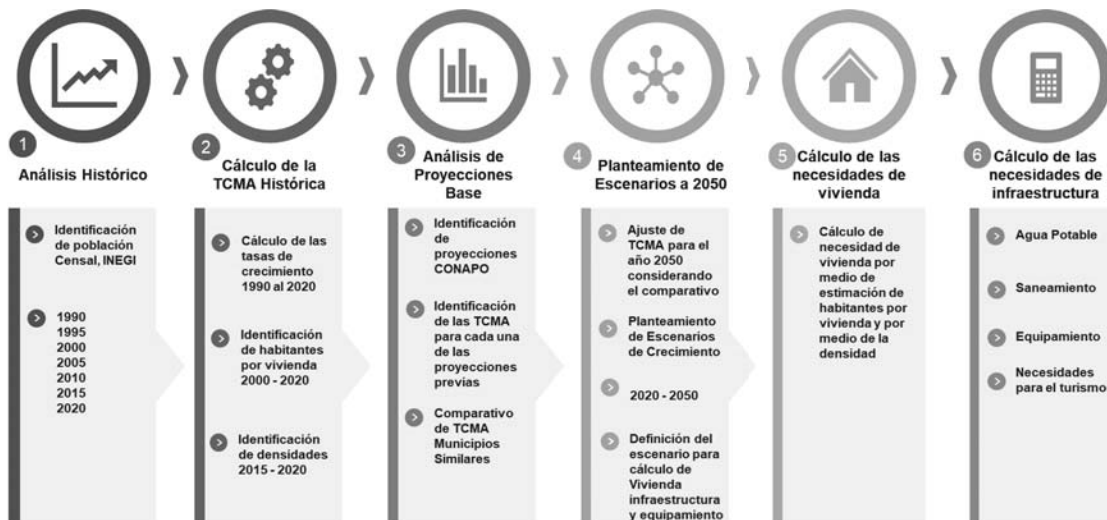 1
Análisis Histórico
Identificación
de población
Censal, INEGI
1990
1995
2000
2005
2010
2015
2020
2
Cálculo de la
TCMA Histórica
Cálculo de las
tasas de
crecimiento
1990 al 2020
Identificación
de habitantes
por vivienda
2000 - 2020
Identificación
de densidades
2015 - 2020
3
Análisis de
Proyecciones
Base
Identificación
de
proyecciones
CONAPO
Identificación
de las TCMA
para cada una
de las
proyecciones
previas
Comparativo
de TCMA
Municipios
Similares
4
Planteamiento de
Escenarios a 2050
Ajuste de
TCMA para el
año 2050
considerando
el comparativo
Planteamiento
de Escenarios
de Crecimiento
2020 - 2050
Definición del
escenario para
cálculo de
Vivienda
infraestructura
y equipamiento
5
Cálculo de las
necesidades de
vivienda
Cálculo de
necesidad de
vivienda por
medio de
estimación de
habitantes por
vivienda y por
medio de la
densidad
6
Cálculo de las
necesidades de
infraestructura
Agua Potable
Saneamiento
Equipamiento
Necesidades
para el turismo